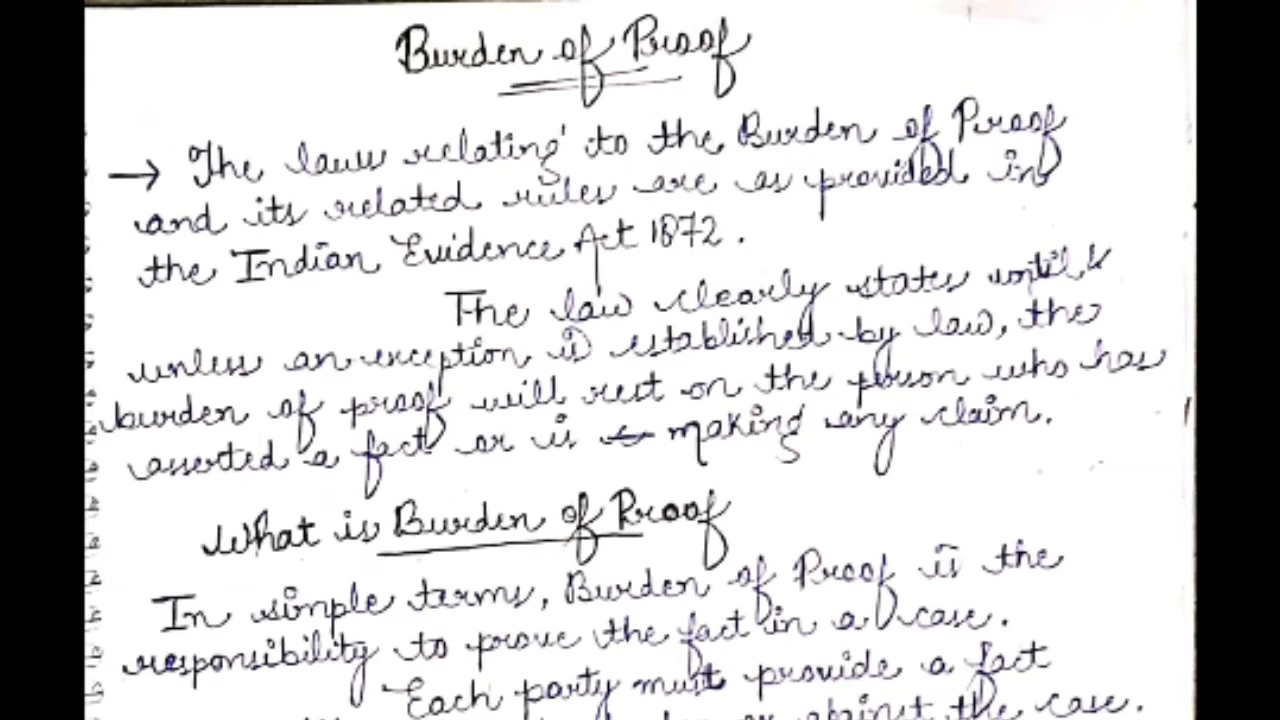 Burden of Proof
→ The laws relating to the Burden of Proof
and its related rules are as provided in
the Indian Evidence Act 1872.
The law clearly states until &
unless an exception is established by law, the
burden of proof will rest on the person who has
asserted a fact or is making any claim.
What is Burden of Proof
In simple terms, Burden of Proof is the
responsibility to prove the fact in a case.
Each party must provide a fact
or against the case.